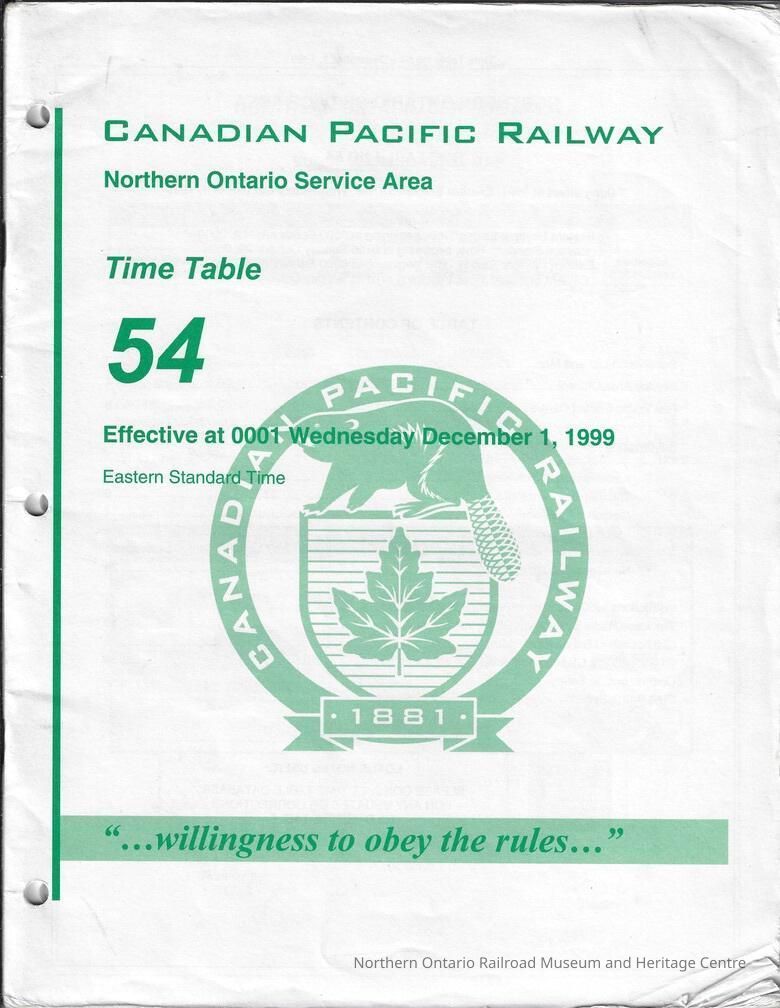 CANADIAN PACIFIC RAILWAY
Northern Ontario Service Area
Time Table
54
CANADIAN PACIFIC RAILWAY
Effective at 0001 Wednesday December 1, 1999
Eastern Standard Time
· 1881 ·
“...willingness to obey the rules...”
Northern Ontario Railroad Museum and Heritage Centre